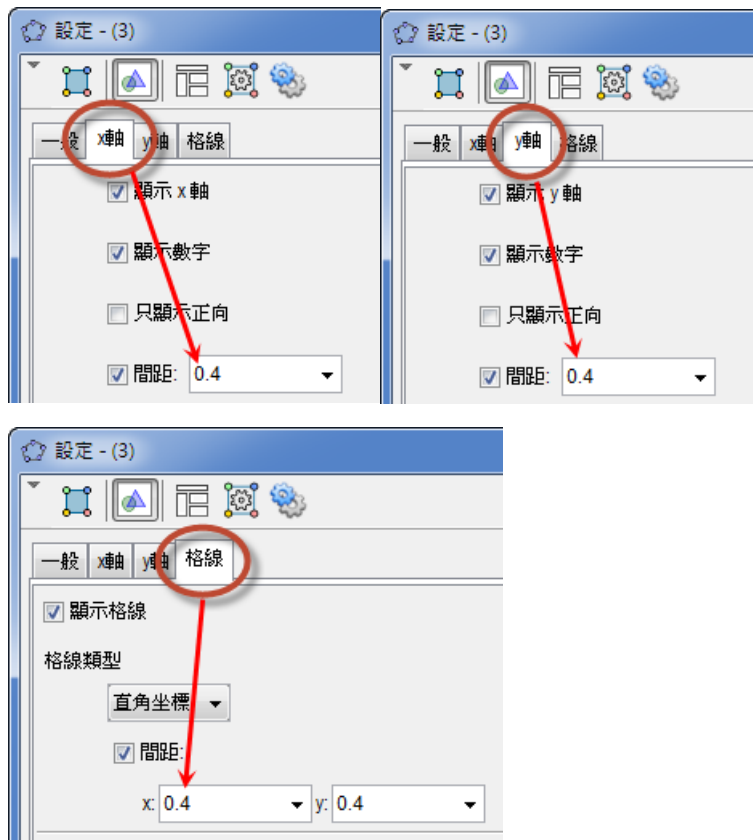 設定 - (3)
一般 x軸 y軸 格線
顯示 x 軸
顯示數字
只顯示正向
間距: 0.4
設定 - (3)
一般 x軸 y軸 格線
顯示 y 軸
顯示數字
只顯示正向
間距: 0.4
設定 - (3)
一般 x軸 y軸 格線
顯示格線
格線類型
直角坐標
間距:
x: 0.4 y: 0.4